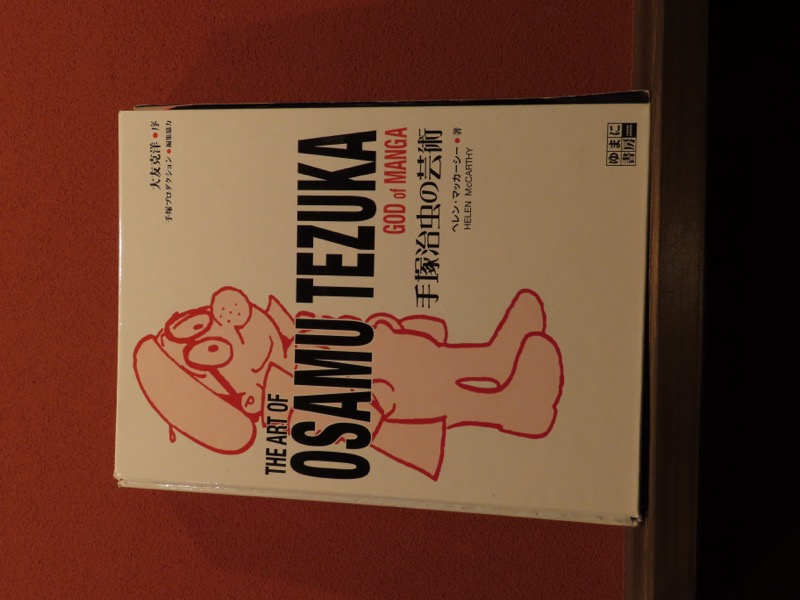 大友克洋●序
手塚プロダクション●編集協力
THE ART OF
OSAMU TEZUKA
GOD of MANGA
手塚治虫の芸術
ヘレン・マッカーシー●著
HELEN McCARTHY
ゆまに
書房